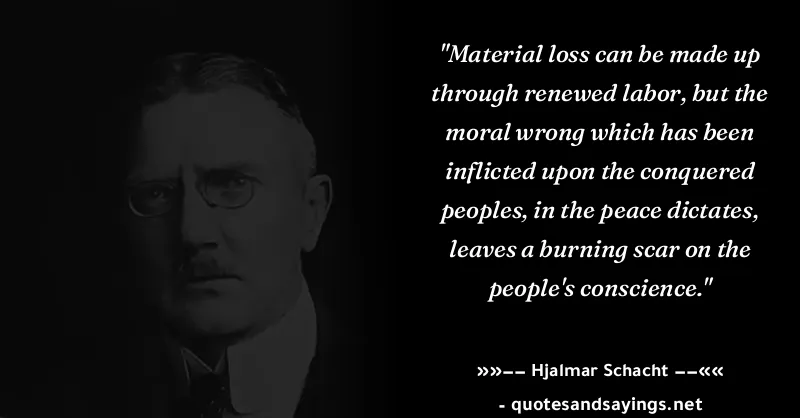 "Material loss can be made up
through renewed labor, but the
moral wrong which has been
inflicted upon the conquered
peoples, in the peace dictates,
leaves a burning scar on the
people's conscience."
»»–– Hjalmar Schacht ––««
- quotesandsayings.net